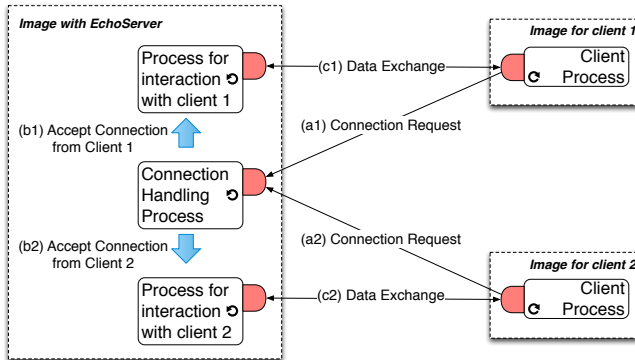 Image with EchoServer
Process for
interaction
with client 1
(b1) Accept Connection
from Client 1
Connection
Handling
Process
(b2) Accept Connection
from Client 2
Process for
interaction
with client 2
(c1) Data Exchange
(a1) Connection Request
(a2) Connection Request
(c2) Data Exchange
Image for client 1
Client
Process
Image for client 2
Client
Process